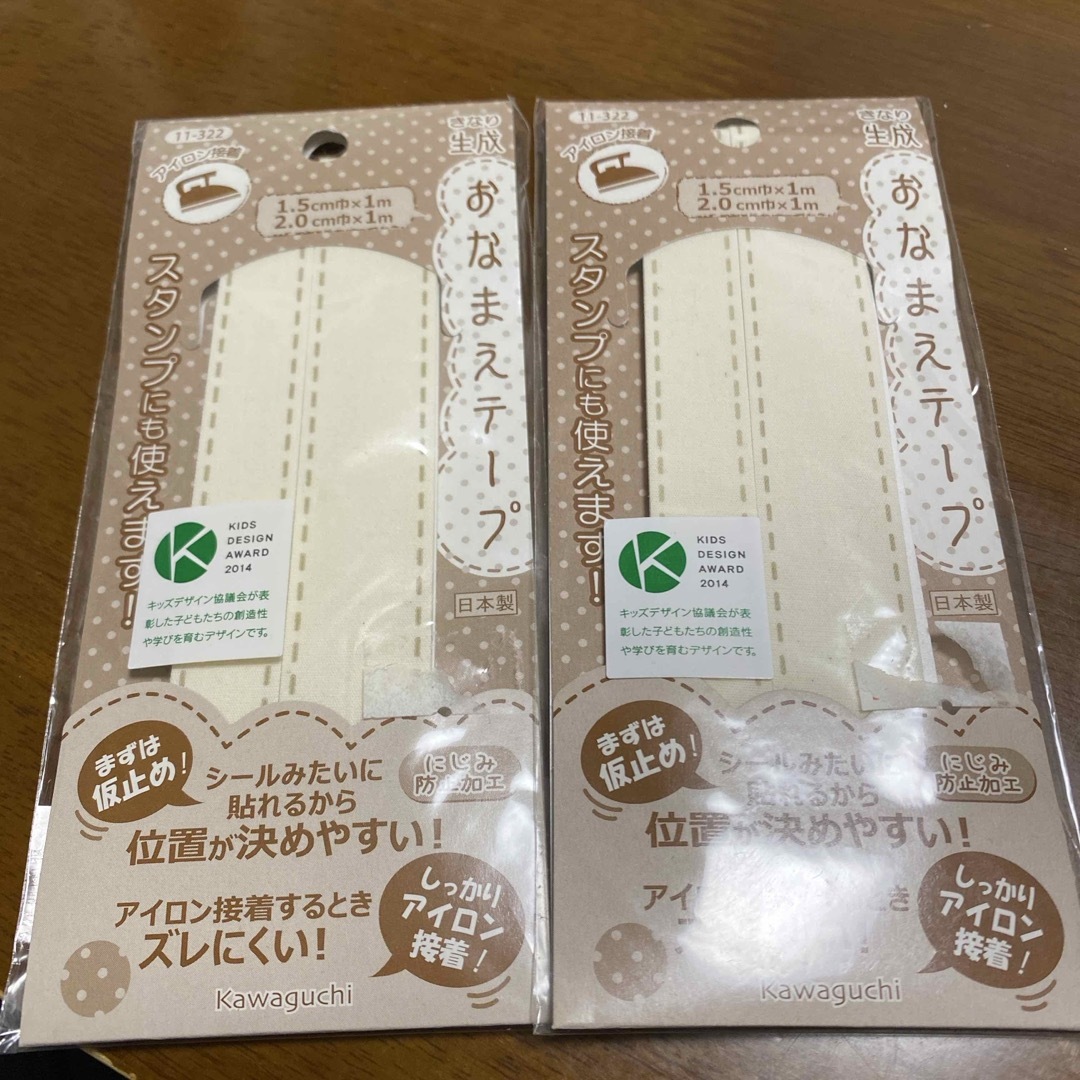 11-322
アイロン接着
1.5cm巾×1m
2.0cm巾×1m
きなり
生成
おなまえテープ
スタンプにも使えます!
KIDS
DESIGN
AWARD
2014
キッズデザイン協議会が表
彰した子どもたちの創造性
や学びを育むデザインです。
日本製
まずは
仮止め!
シールみたいに
貼れるから
位置が決めやすい!
にじみ
防止加工
アイロン接着するとき
ズレにくい!
しっかり
アイロン
接着!
Kawaguchi
11-322
アイロン接着
1.5cm巾×1m
2.0cm巾×1m
きなり
生成
おなまえテープ
スタンプにも使えます!
KIDS
DESIGN
AWARD
2014
キッズデザイン協議会が表
彰した子どもたちの創造性
や学びを育むデザインです。
日本製
まずは
仮止め!
シールみたいに
貼れるから
位置が決めやすい!
にじみ
防止加工
しっかり
アイロン
接着!
Kawaguchi